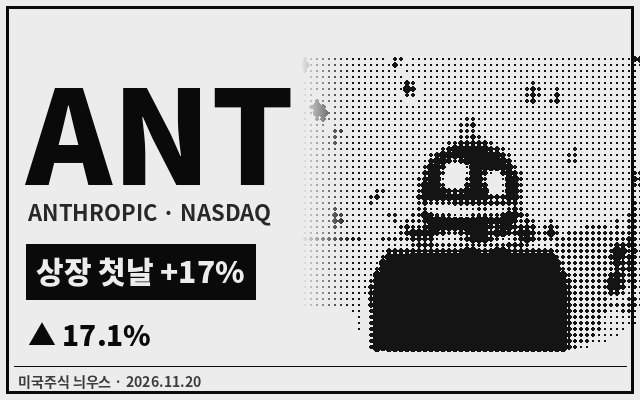 ANT
ANTHROPIC · NASDAQ
상장 첫날 +17%
▲ 17.1%
미국주식 늬우스 · 2026.11.20